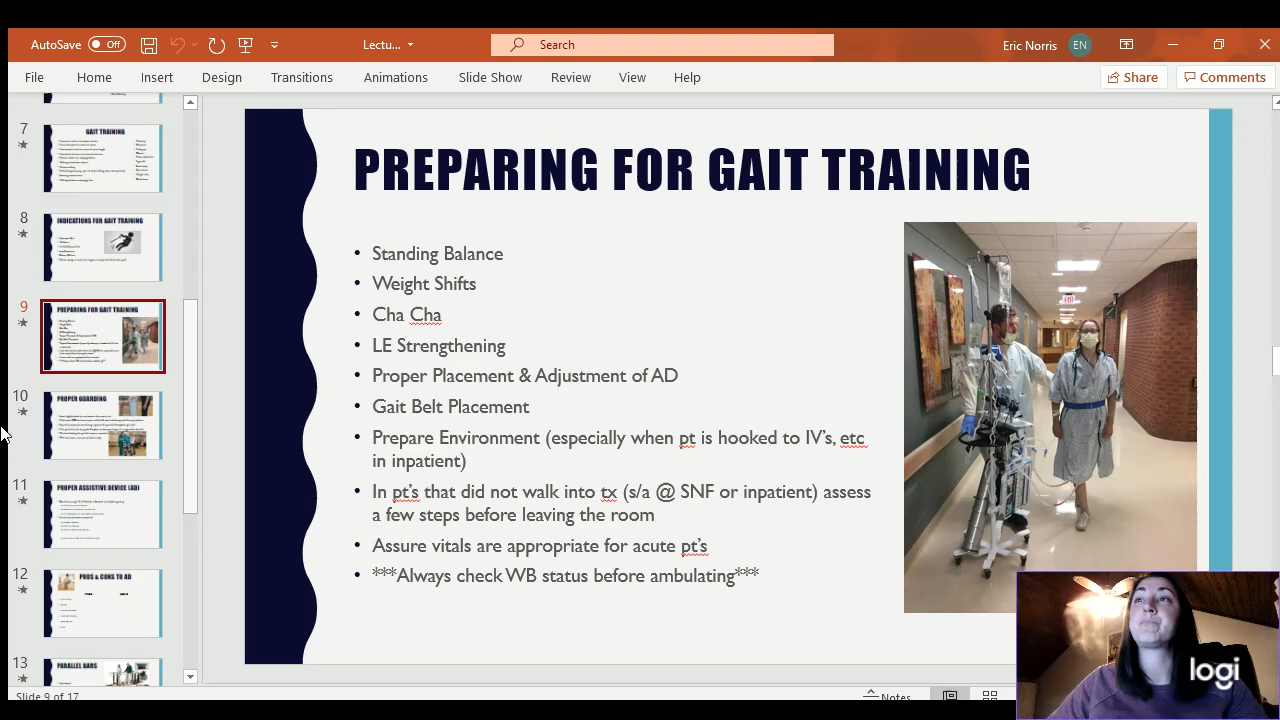 AutoSave
Off
Lectu...
Search
Eric Norris
EN
File
Home
Insert
Design
Transitions
Animations
Slide Show
Review
View
Help
Share
Comments
7
GAIT TRAINING
8
INDICATIONS FOR GAIT TRAINING
9
PREPARING FOR GAIT TRAINING
10
PROPER GUARDING
11
PROPER ASSISTIVE DEVICE (AD)
12
PROS & CONS TO AD
13
PARALLEL BARS
PREPARING FOR GAIT TRAINING
• Standing Balance
• Weight Shifts
• Cha Cha
• LE Strengthening
• Proper Placement & Adjustment of AD
• Gait Belt Placement
• Prepare Environment (especially when pt is hooked to IV's, etc
in inpatient)
• In pt's that did not walk into tx (s/a @ SNF or inpatient) assess
a few steps before leaving the room
• Assure vitals are appropriate for acute pt's
• ***Always check WB status before ambulating***
logi
Slide 9 of 17
Notes